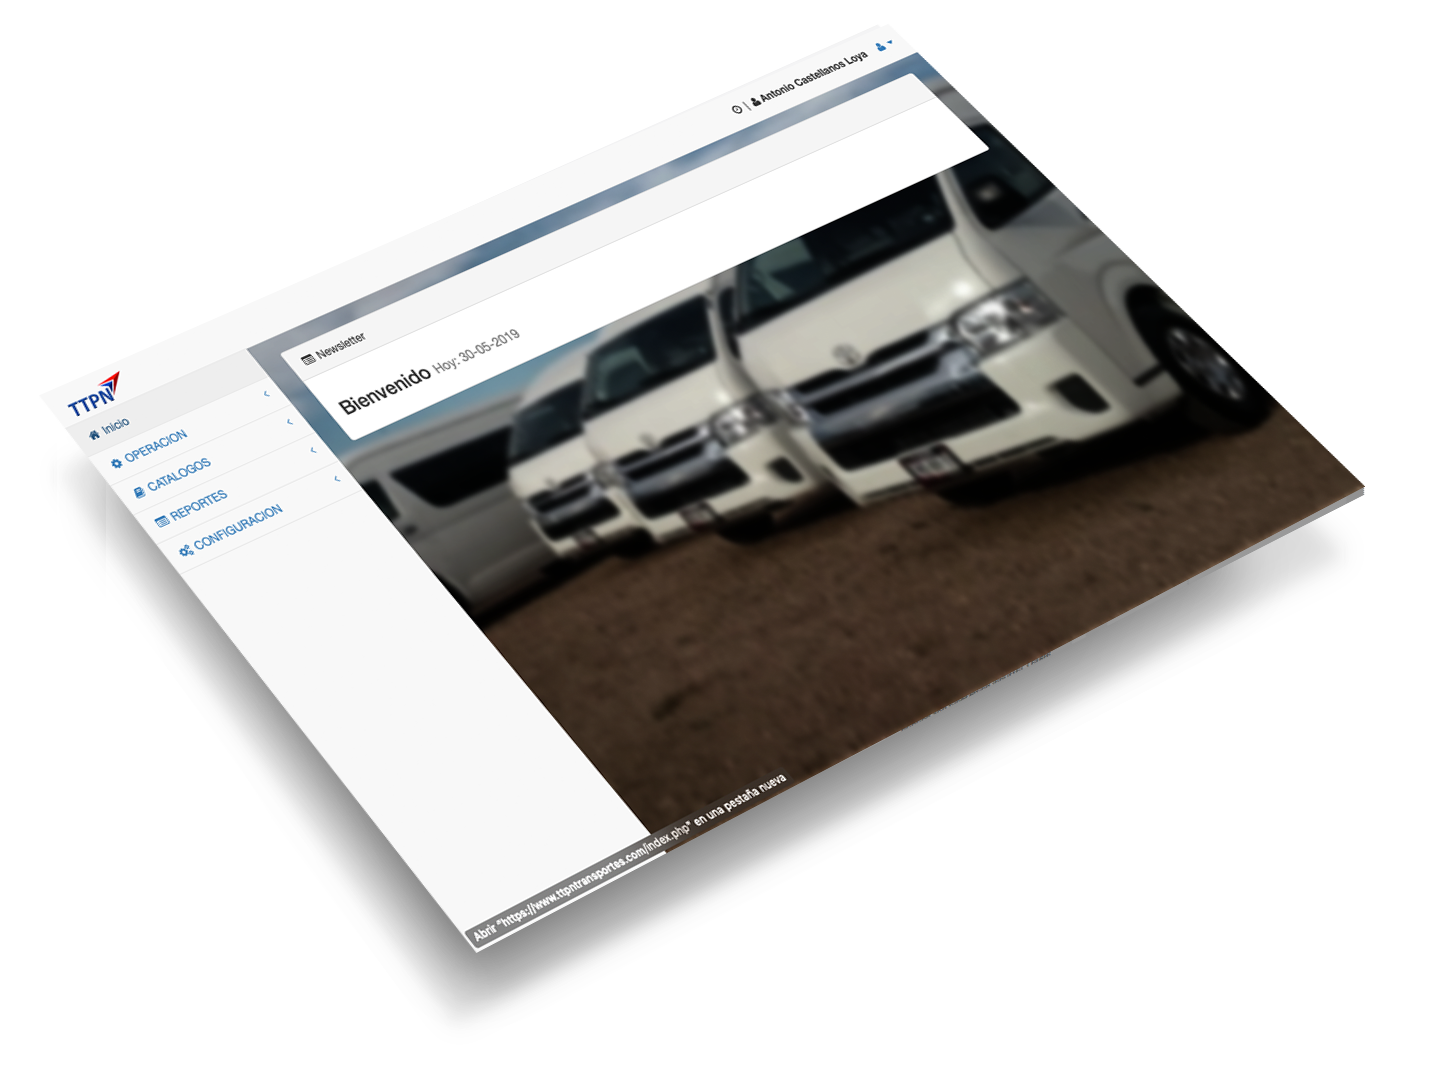 Antonio Castellanos Loya
TTPN
Newsletter
Bienvenido Hoy: 30-05-2019
Inicio
OPERACION
CATALOGOS
REPORTES
CONFIGURACION
Abrir "https://www.ttpntransportes.com/index.php" en una pestaña nueva